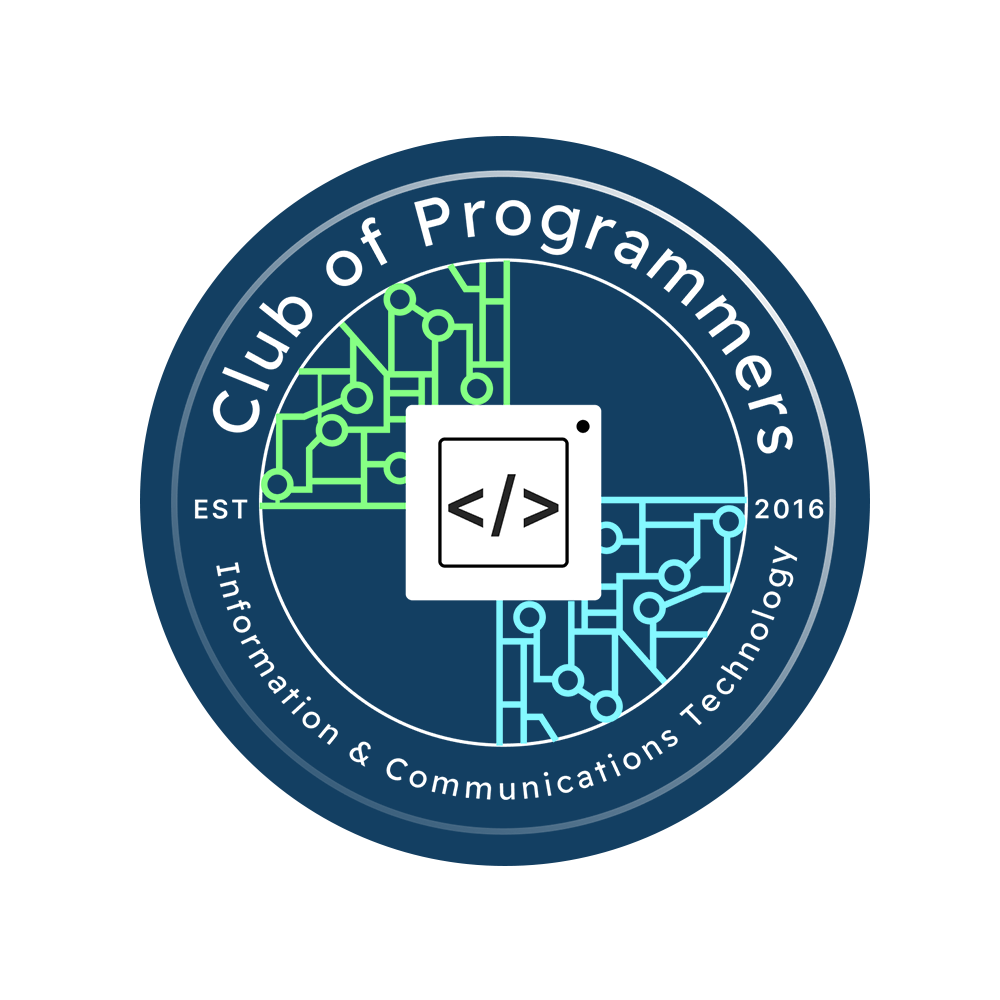 Club of Programmers
EST
2016
</>
Information & Communications Technology